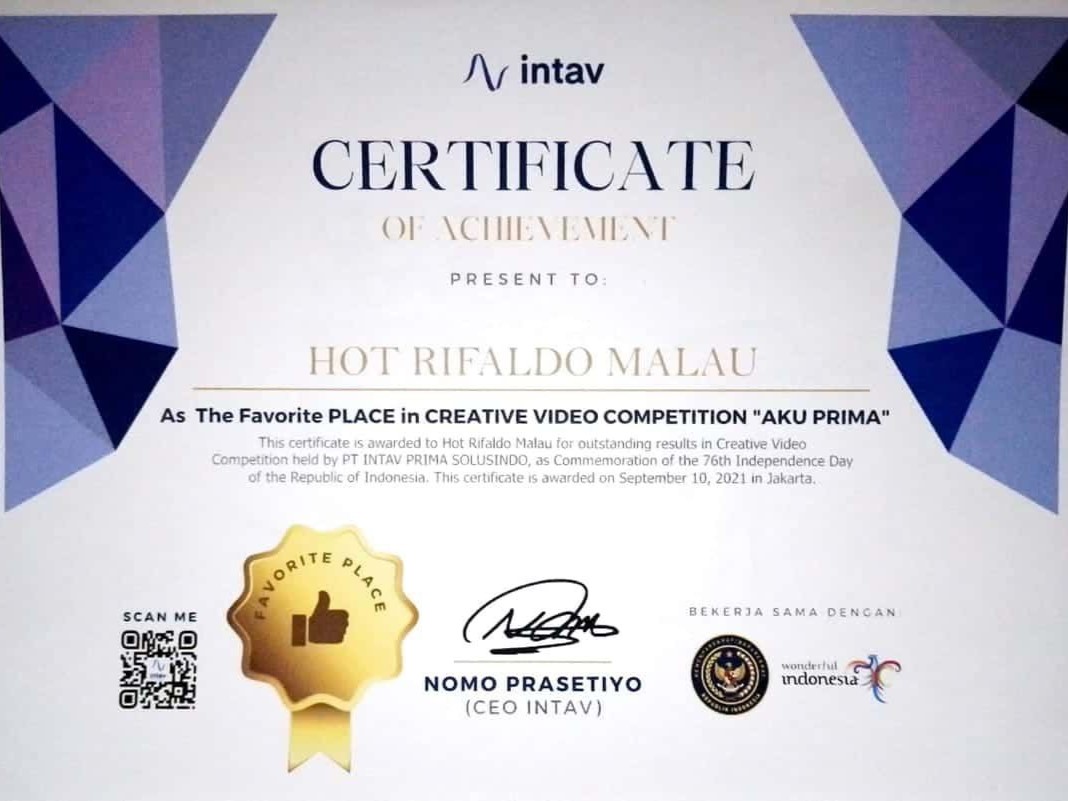 intav
CERTIFICATE
OF ACHIEVEMENT
PRESENT TO:
HOT RIFALDO MALAU
As The Favorite PLACE in CREATIVE VIDEO COMPETITION "AKU PRIMA"
This certificate is awarded to Hot Rifaldo Malau for outstanding results in Creative Video
Competition held by PT INTAV PRIMA SOLUSINDO, as Commemoration of the 76th Independence Day
of the Republic of Indonesia. This certificate is awarded on September 10, 2021 in Jakarta.
FAVORITE PLACE
SCAN ME
NOMO PRASETIYO
(CEO INTAV)
BEKERJA SAMA DENGAN:
REPUBLIK INDONESIA
wonderful
indonesia